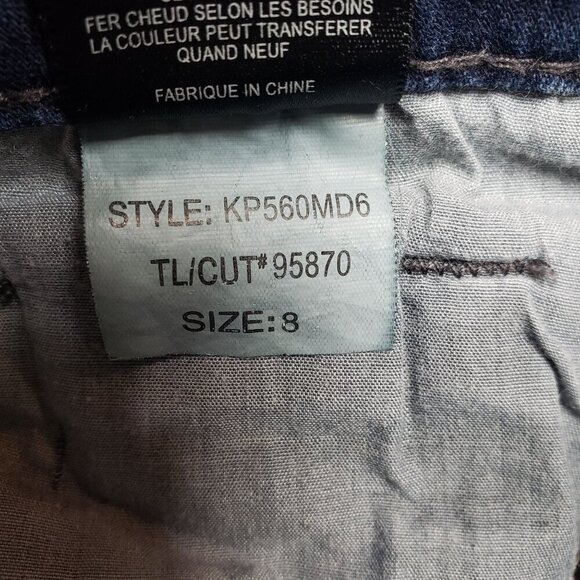 FER CHEUD SELON LES BESOINS
LA COULEUR PEUT TRANSFERER
QUAND NEUF
FABRIQUE IN CHINE
STYLE: KP560MD6
TL/CUT# 95870
SIZE: 8